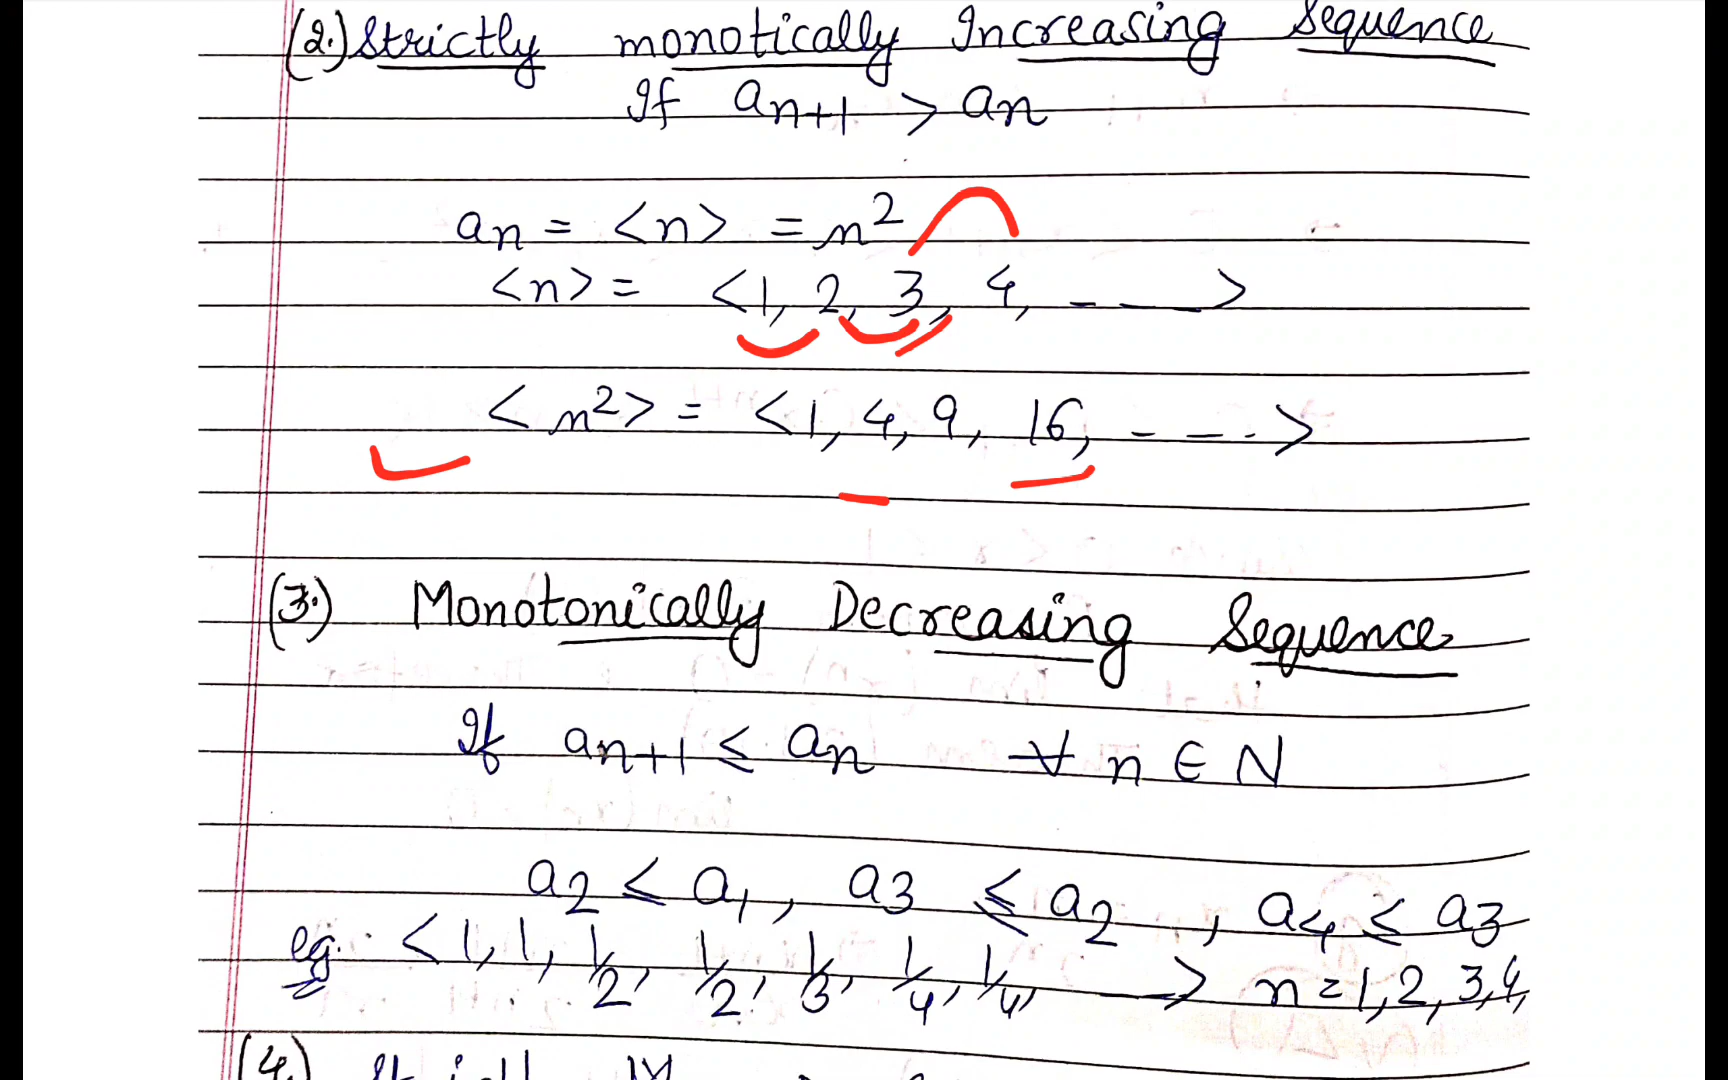 (2.) Strictly monotically Increasing Sequence
If an+1 > an
an = <n> = n²
<n> = <1, 2, 3, 4, - — >
<n²> = <1, 4, 9, 16, - - - >
(3.) Monotonically Decreasing Sequence
If an+1 ≤ an ∀ n ∈ N
a2 ≤ a1, a3 ≤ a2, a4 ≤ a3
eg. <1, 1, 1/2, 1/2, 1/3, 1/4, 1/4, — > n = 1, 2, 3, 4,
(4.)